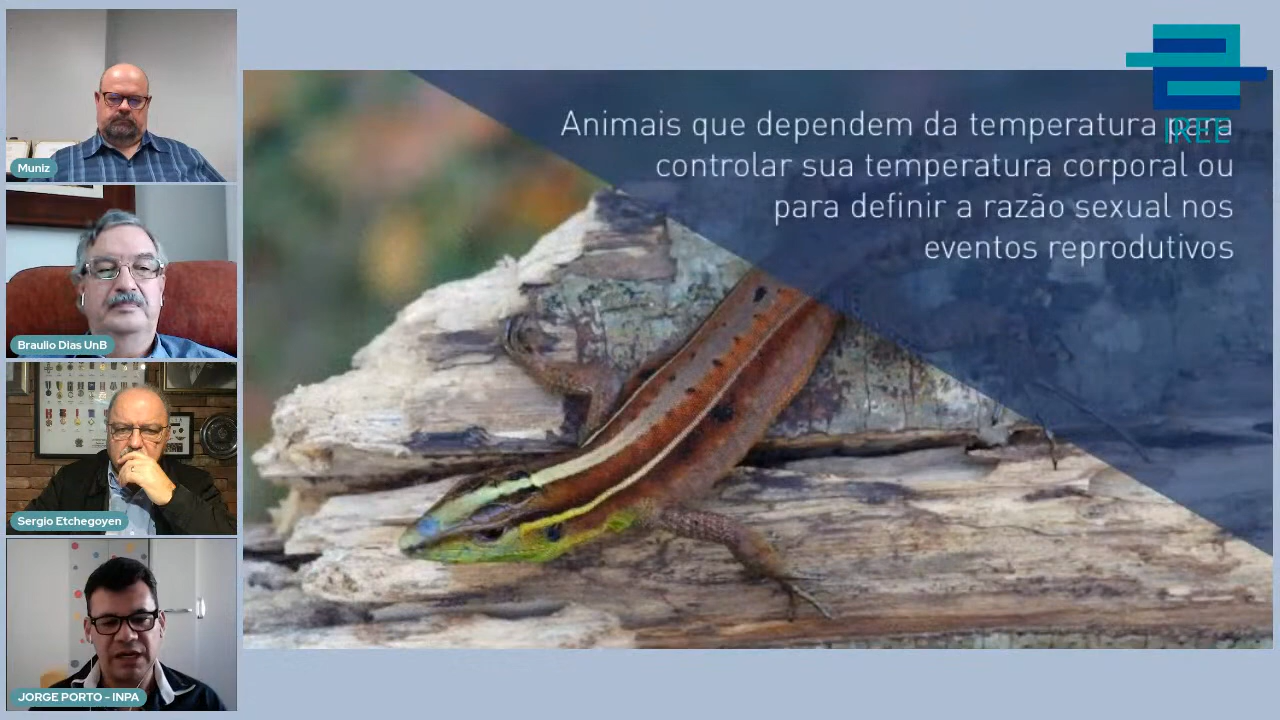 Muniz
Braulio Dias UnB
Sergio Etchegoyen
JORGE PORTO - INPA
IREE
Animais que dependem da temperatura para
controlar sua temperatura corporal ou
para definir a razão sexual nos
eventos reprodutivos